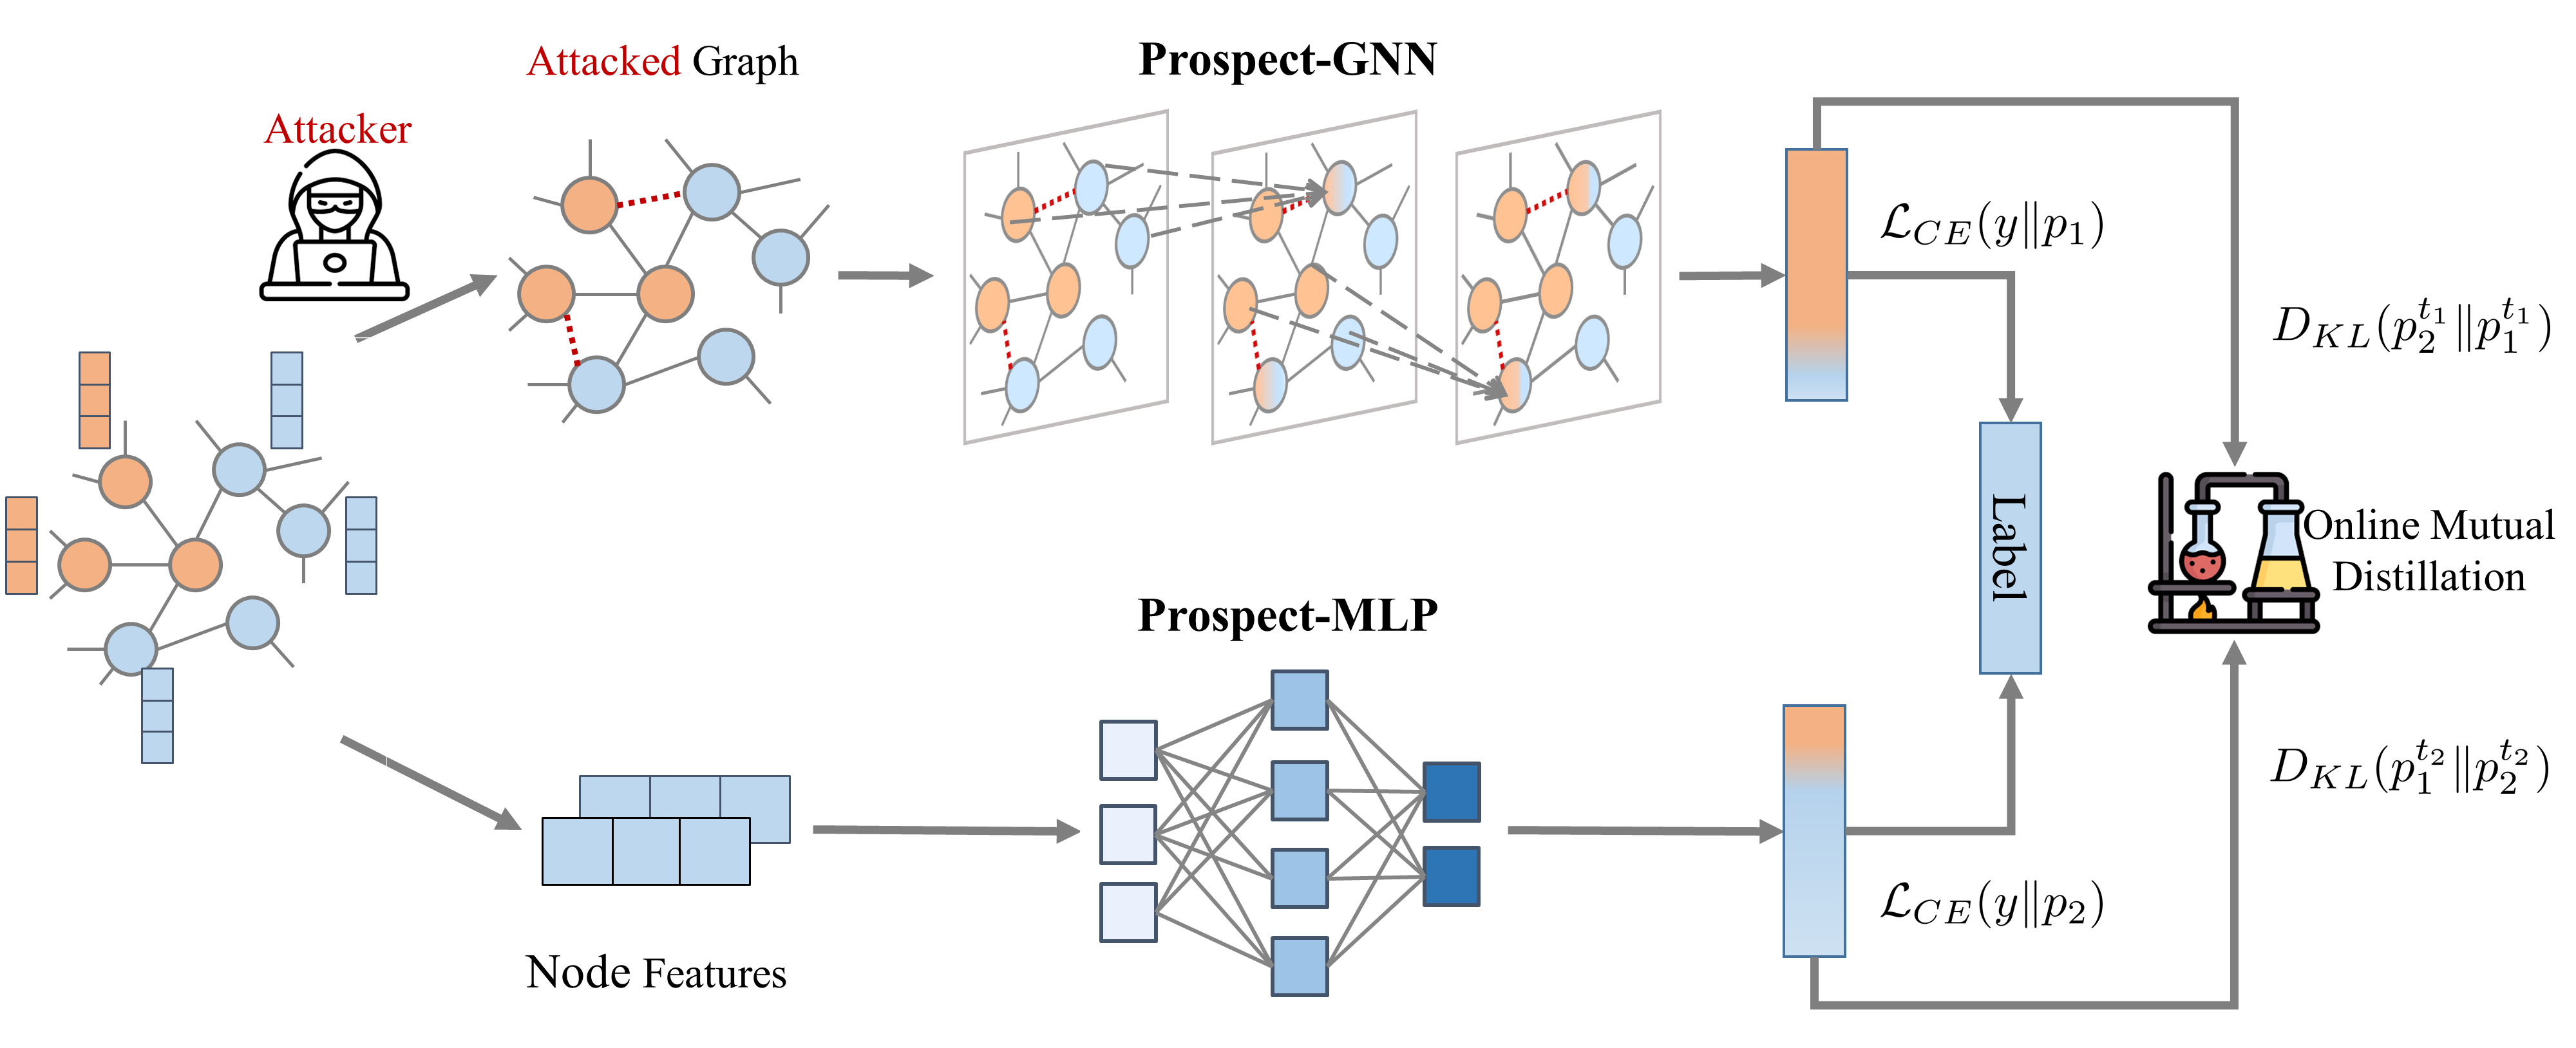 Attacker
Attacked Graph
Prospect-GNN
$\mathcal{L}_{CE}(y \| p_1)$
$D_{KL}(p_2^{t_1} \| p_1^{t_1})$
Label
Online Mutual
Distillation
Prospect-MLP
$D_{KL}(p_1^{t_2} \| p_2^{t_2})$
$\mathcal{L}_{CE}(y \| p_2)$
Node Features